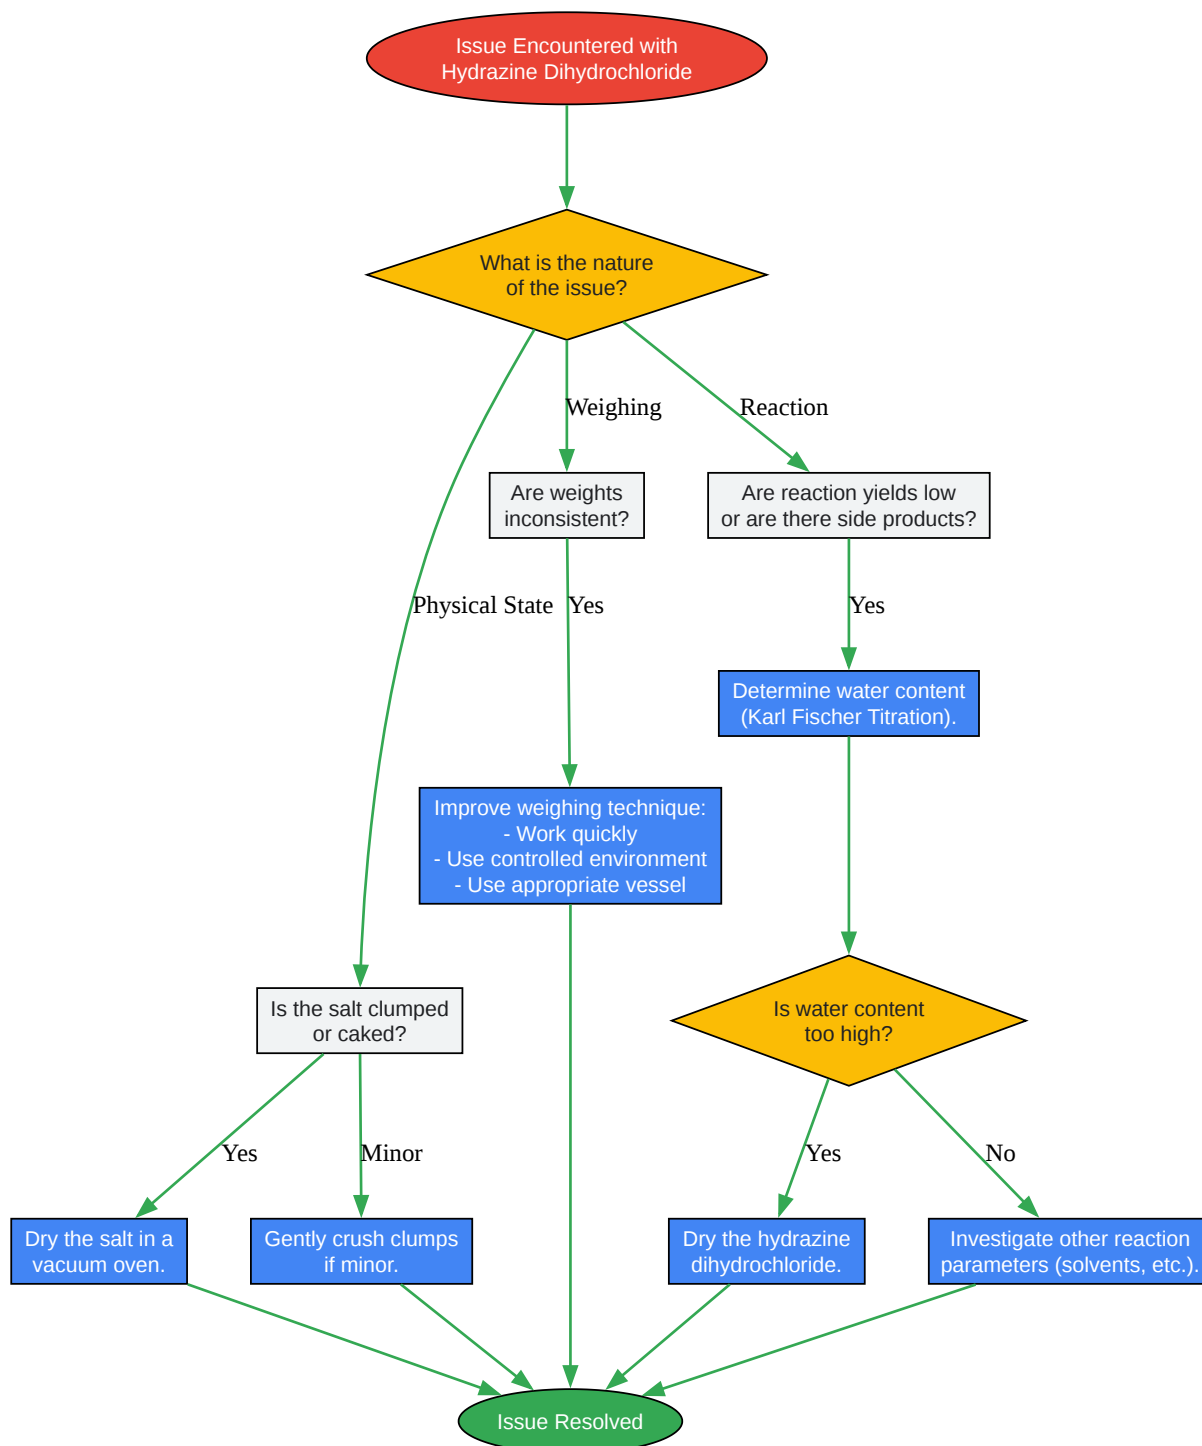 Issue Encountered with
Hydrazine Dihydrochloride
What is the nature
of the issue?
Weighing
Reaction
Are weights
inconsistent?
Are reaction yields low
or are there side products?
Physical State
Yes
Yes
Determine water content
(Karl Fischer Titration).
Improve weighing technique:
- Work quickly
- Use controlled environment
- Use appropriate vessel
Is the salt clumped
or caked?
Is water content
too high?
Yes
Minor
Yes
No
Dry the salt in a
vacuum oven.
Gently crush clumps
if minor.
Dry the hydrazine
dihydrochloride.
Investigate other reaction
parameters (solvents, etc.).
Issue Resolved